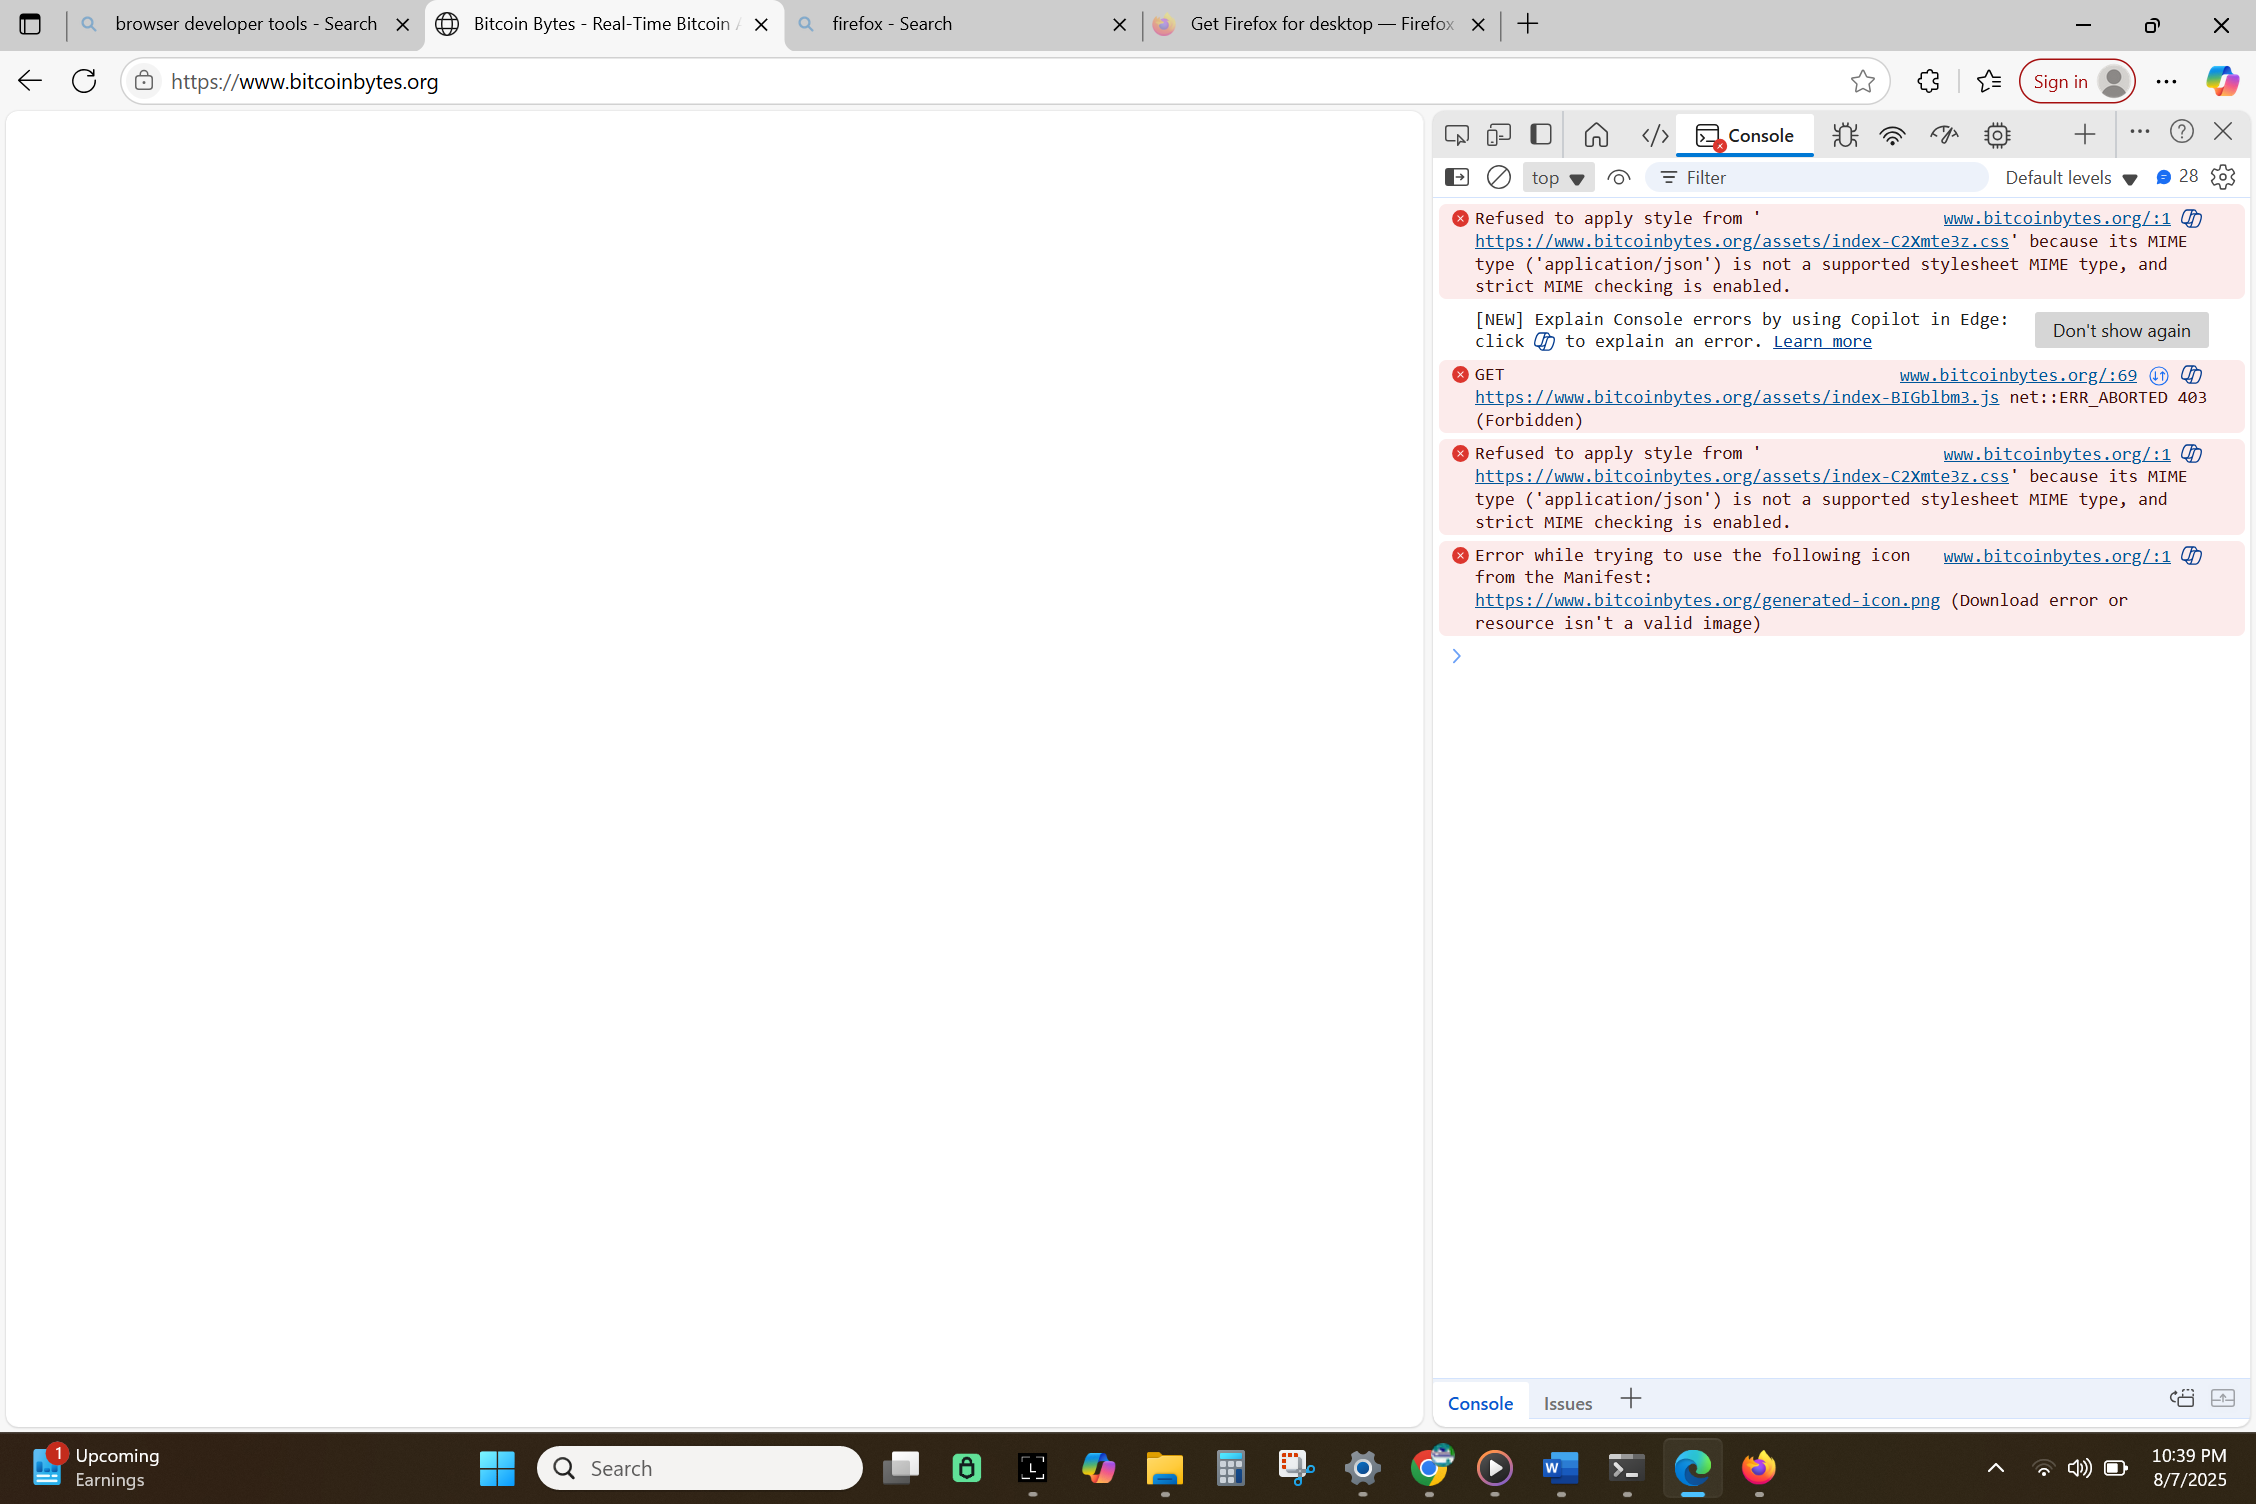 browser developer tools - Search
Bitcoin Bytes - Real-Time Bitcoin
firefox - Search
Get Firefox for desktop — Firefox
https://www.bitcoinbytes.org
Sign in
Console
top
Filter
Default levels
28
Refused to apply style from ' www.bitcoinbytes.org/:1
https://www.bitcoinbytes.org/assets/index-C2Xmte3z.css' because its MIME
type ('application/json') is not a supported stylesheet MIME type, and
strict MIME checking is enabled.
[NEW] Explain Console errors by using Copilot in Edge:
click to explain an error. Learn more
Don't show again
GET www.bitcoinbytes.org/:69
https://www.bitcoinbytes.org/assets/index-BIGblbm3.js net::ERR_ABORTED 403
(Forbidden)
Refused to apply style from ' www.bitcoinbytes.org/:1
https://www.bitcoinbytes.org/assets/index-C2Xmte3z.css' because its MIME
type ('application/json') is not a supported stylesheet MIME type, and
strict MIME checking is enabled.
Error while trying to use the following icon www.bitcoinbytes.org/:1
from the Manifest:
https://www.bitcoinbytes.org/generated-icon.png (Download error or
resource isn't a valid image)
Console
Issues
1
Upcoming
Earnings
Search
L
W
10:39 PM
8/7/2025